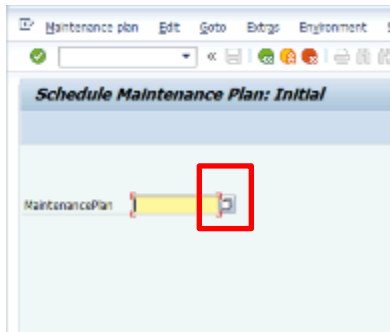 Maintenance plan Edit Goto Extras Environment
Schedule Maintenance Plan: Initial
MaintenancePlan